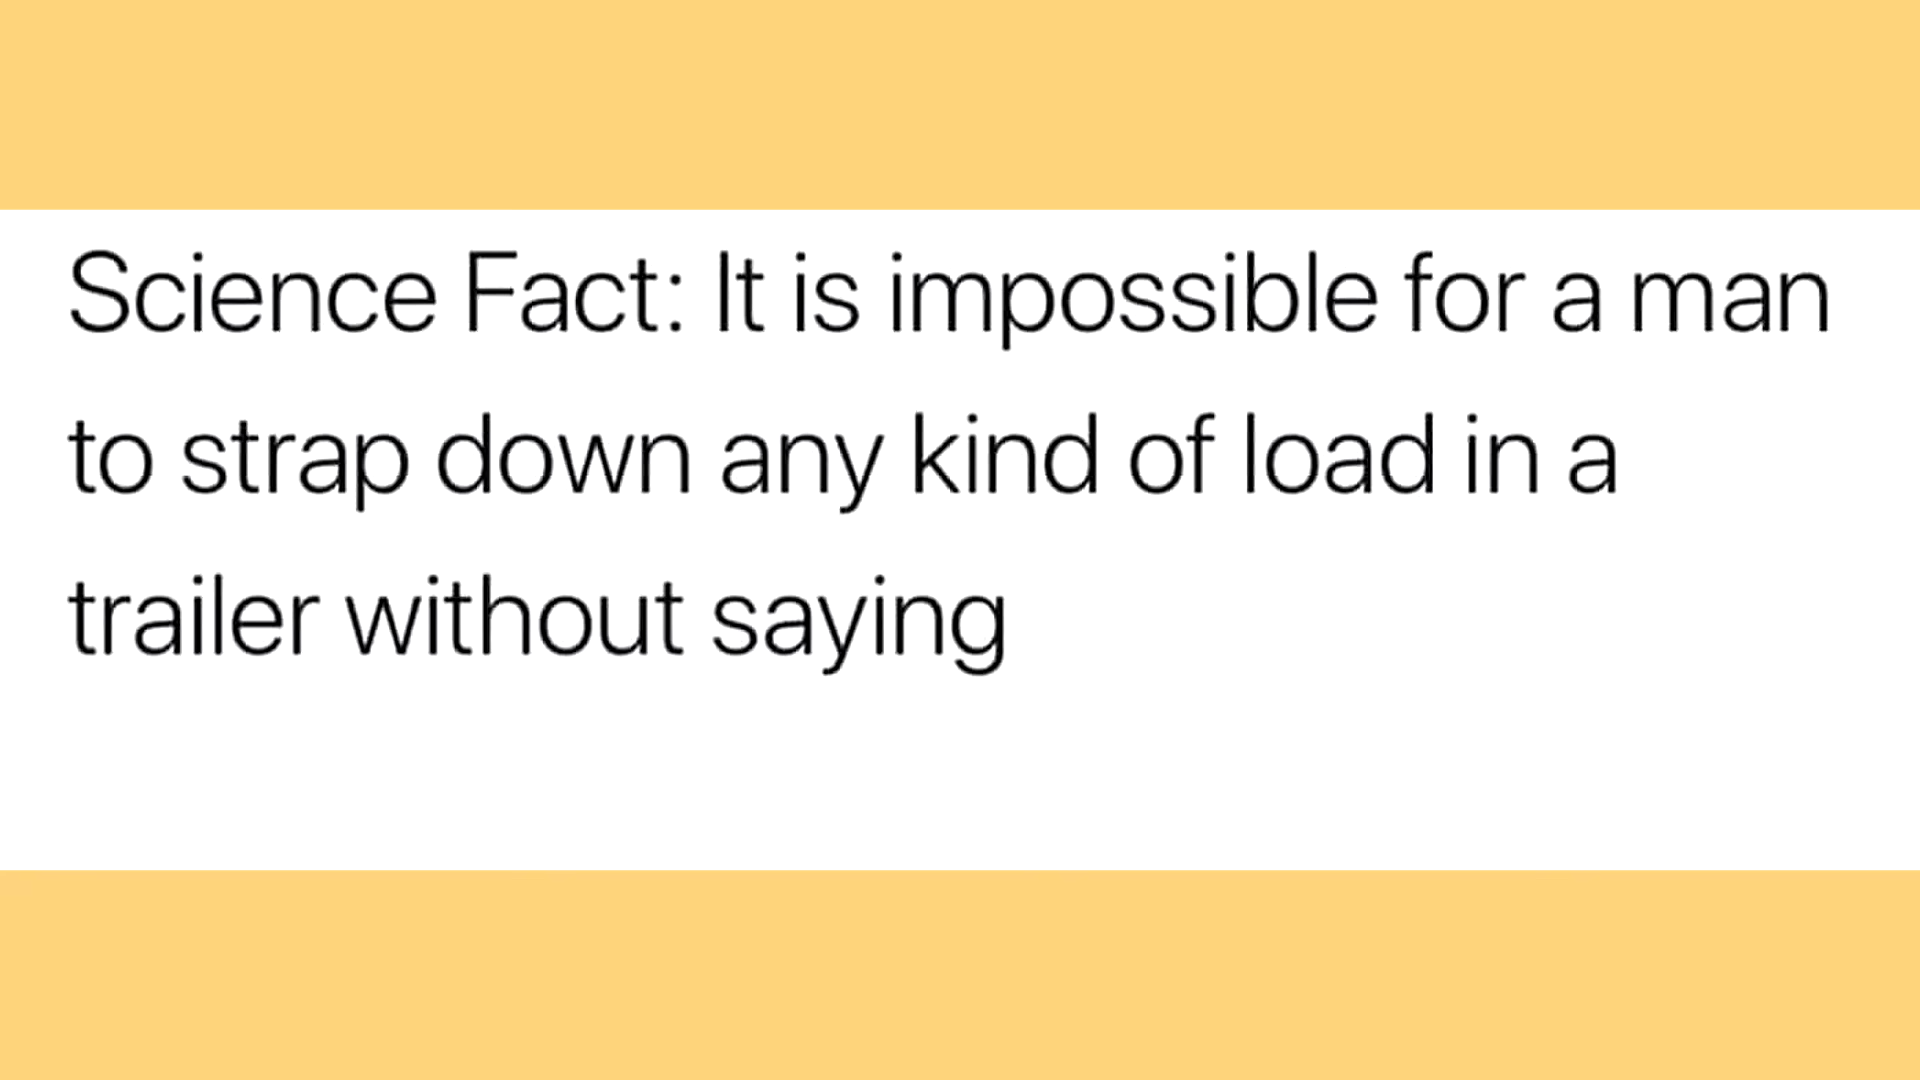 Science Fact: It is impossible for a man
to strap down any kind of load in a
trailer without saying